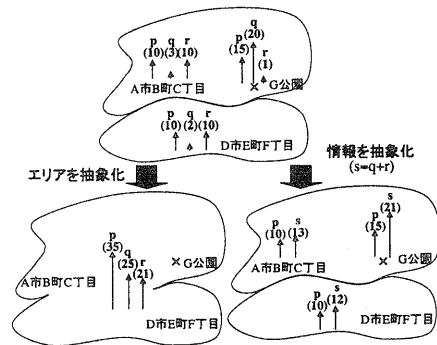 q
p q r
(20)
p
(10)(3)(10)
(15)
r
(1)
A市B町C丁目
G公園
p q r
(10)(2)(10)
D市E町F丁目
エリアを抽象化
情報を抽象化
(s=q+r)
p
(35)
q
(25)
r
(21)
G公園
A市B町C丁目
D市E町F丁目
s
(21)
p s
(10) (13)
p
(15)
A市B町C丁目
G公園
p s
(10) (12)
D市E町F丁目